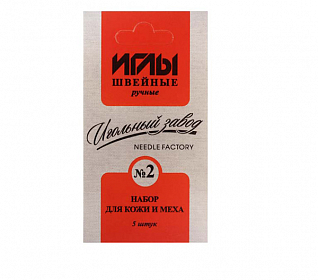 ИГЛЫ
ШВЕЙНЫЕ
ручные
Игольный завод
NEEDLE FACTORY
№2
НАБОР
ДЛЯ КОЖИ И МЕХА
5 штук